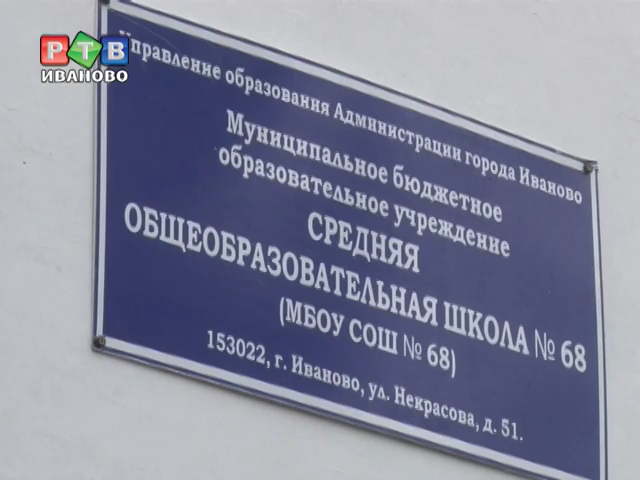 РТВ
ИВАНОВО
Управление образования Администрации города Иваново
Муниципальное бюджетное
образовательное учреждение
СРЕДНЯЯ
ОБЩЕОБРАЗОВАТЕЛЬНАЯ ШКОЛА № 68
(МБОУ СОШ № 68)
153022, г. Иваново, ул. Некрасова, д. 51.